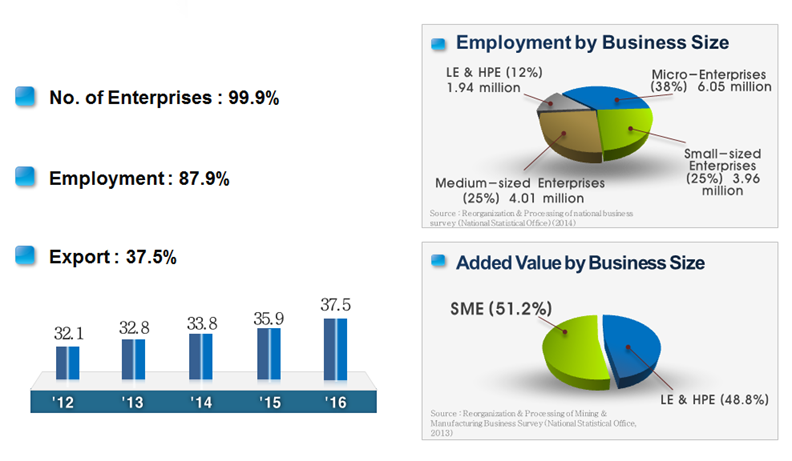 No. of Enterprises : 99.9%
Employment : 87.9%
Export : 37.5%
32.1
32.8
33.8
35.9
37.5
'12
'13
'14
'15
'16
Employment by Business Size
LE & HPE (12%)
1.94 million
Micro-Enterprises
(38%) 6.05 million
Small-sized
Enterprises
(25%) 3.96
million
Medium-sized Enterprises
(25%) 4.01 million
Source : Reorganization & Processing of national business
survey (National Statistical Office) (2014)
Added Value by Business Size
SME (51.2%)
LE & HPE (48.8%)
Source : Reorganization & Processing of Mining &
Manufacturing Business Survey (National Statistical Office,
2013)